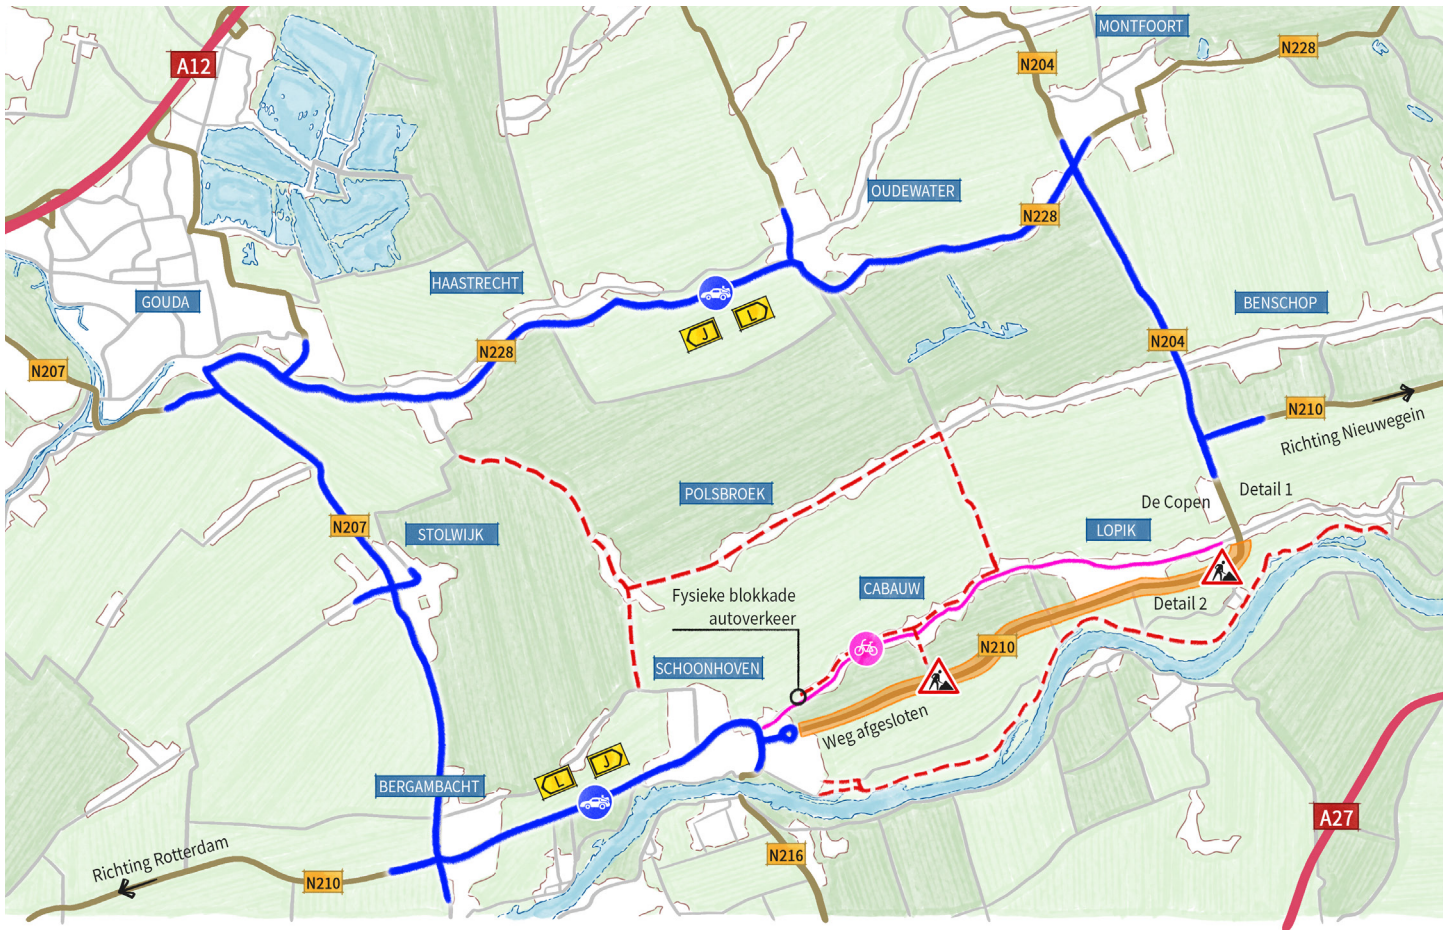 MONTFOORT
N228
A12
N204
OUDEWATER
N228
HAASTRECHT
GOUDA
BENSCHOP
L
J
N204
N228
N207
N210
Richting Nieuwegein
POLSBROEK
De Copen
Detail 1
N207
STOLWIJK
LOPIK
CABAUW
Fysieke blokkade
autoverkeer
Detail 2
N210
SCHOONHOVEN
Weg afgesloten
L
J
BERGAMBACHT
A27
Richting Rotterdam
N216
N210